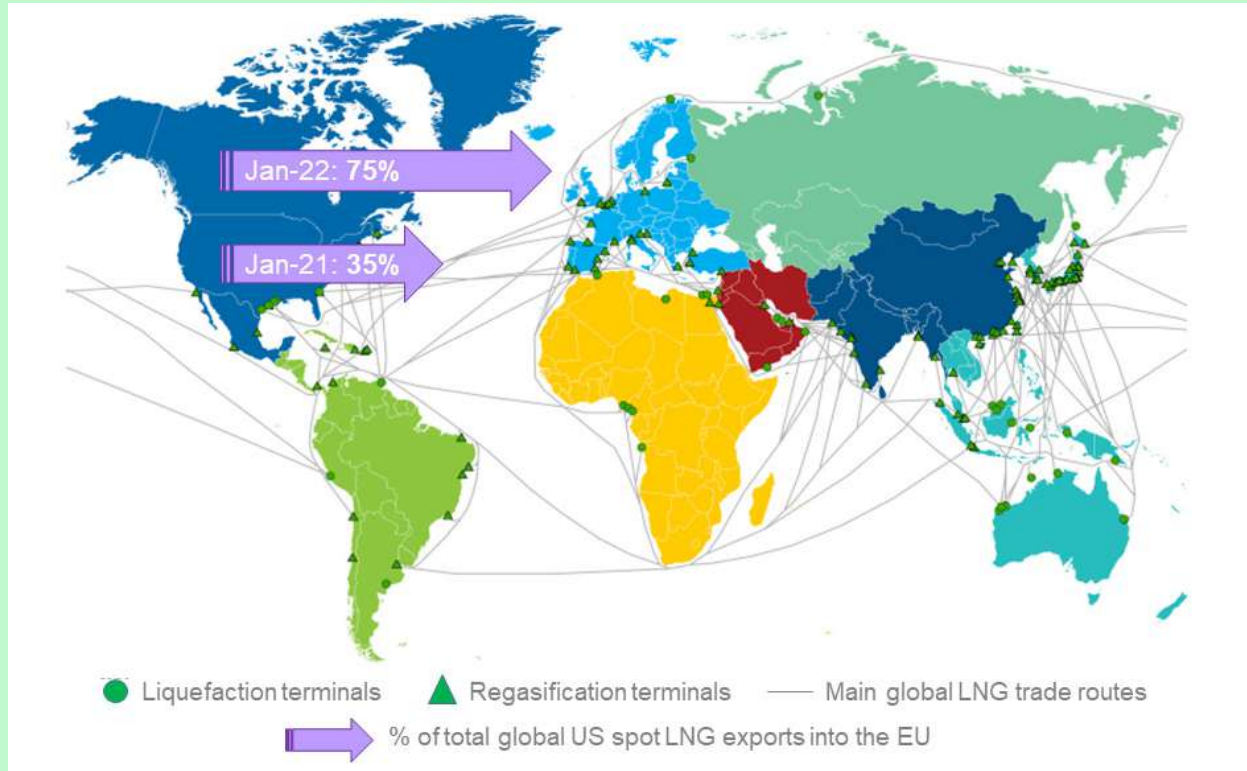 Jan-22: 75%
Jan-21: 35%
Liquefaction terminals
Regasification terminals
Main global LNG trade routes
% of total global US spot LNG exports into the EU